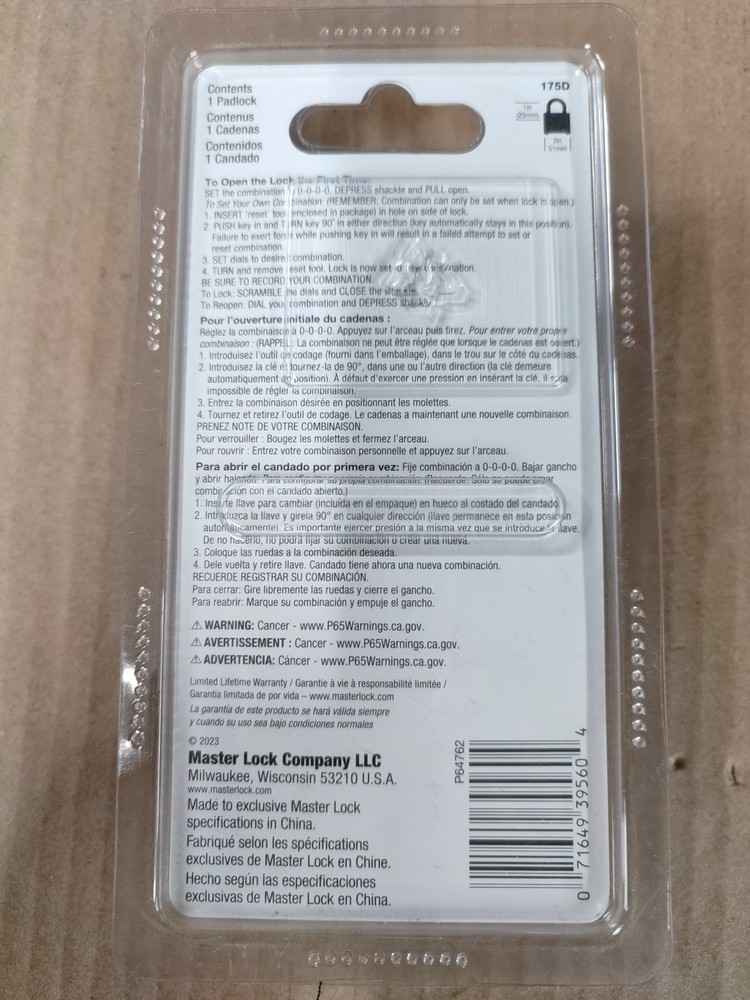 Contents
1 Padlock
Contenus
1 Cadenas
Contenidos
1 Candado
175D
1in
(25mm)
2in.
51mm
To Open the Lock the First Time:
SET the combination to 0-0-0-0. DEPRESS shackle and PULL open.
To Set Your Own Combination: (REMEMBER: Combination can only be set when lock is open.)
1. INSERT 'reset' tool (enclosed in package) in hole on side of lock.
2. PUSH key in and TURN key 90° in either direction (key automatically stays in this position).
Failure to exert force while pushing key in will result in a failed attempt to set or
reset combination.
3. SET dials to desired combination.
4. TURN and remove reset tool. Lock is now set to new combination.
BE SURE TO RECORD YOUR COMBINATION.
To Lock: SCRAMBLE the dials and CLOSE the shackle.
To Reopen: DIAL your combination and DEPRESS shackle.
Pour l'ouverture initiale du cadenas :
Réglez la combinaison à 0-0-0-0. Appuyez sur l'arceau puis tirez. Pour entrer votre propre
combinaison : (RAPPEL : La combinaison ne peut être réglée que lorsque le cadenas est ouvert.)
1. Introduisez l'outil de codage (fourni dans l'emballage), dans le trou sur le côté du cadenas.
2. Introduisez la clé et tournez-la de 90°, dans une ou l'autre direction (la clé demeure
automatiquement en position). À défaut d'exercer une pression en insérant la clé, il sera
impossible de régler la combinaison.
3. Entrez la combinaison désirée en positionnant les molettes.
4. Tournez et retirez l'outil de codage. Le cadenas a maintenant une nouvelle combinaison.
PRENEZ NOTE DE VOTRE COMBINAISON.
Pour verrouiller : Bougez les molettes et fermez l'arceau.
Pour rouvrir : Entrez votre combinaison personnelle et appuyez sur l'arceau.
Para abrir el candado por primera vez: Fije combinación a 0-0-0-0. Bajar gancho
y abrir halando. Para configurar su propia combinación: (Recuerde: Sólo se puede crear
combinación con el candado abierto.)
1. Inserte llave para cambiar (incluída en el empaque) en hueco al costado del candado.
2. Introduzca la llave y gírela 90° en cualquier dirección (llave permanece en esta posición
automáticamente). Es importante ejercer presión a la misma vez que se introduce la llave.
De no hacerlo, no podrá fijar su combinación o crear una nueva.
3. Coloque las ruedas a la combinación deseada.
4. Dele vuelta y retire llave. Candado tiene ahora una nueva combinación.
RECUERDE REGISTRAR SU COMBINACIÓN.
Para cerrar: Gire libremente las ruedas y cierre el gancho.
Para reabrir: Marque su combinación y empuje el gancho.
⚠ WARNING: Cancer - www.P65Warnings.ca.gov.
⚠ AVERTISSEMENT : Cancer - www.P65Warnings.ca.gov.
⚠ ADVERTENCIA: Cáncer - www.P65Warnings.ca.gov.
Limited Lifetime Warranty / Garantie à vie à responsabilité limitée /
Garantía limitada de por vida – www.masterlock.com
La garantía de este producto se hará válida siempre
y cuando su uso sea bajo condiciones normales
© 2023
Master Lock Company LLC
Milwaukee, Wisconsin 53210 U.S.A.
www.masterlock.com
Made to exclusive Master Lock
specifications in China.
Fabriqué selon les spécifications
exclusives de Master Lock en Chine.
Hecho según las especificaciones
exclusivas de Master Lock en China.
P64762
0 71649 39560 4